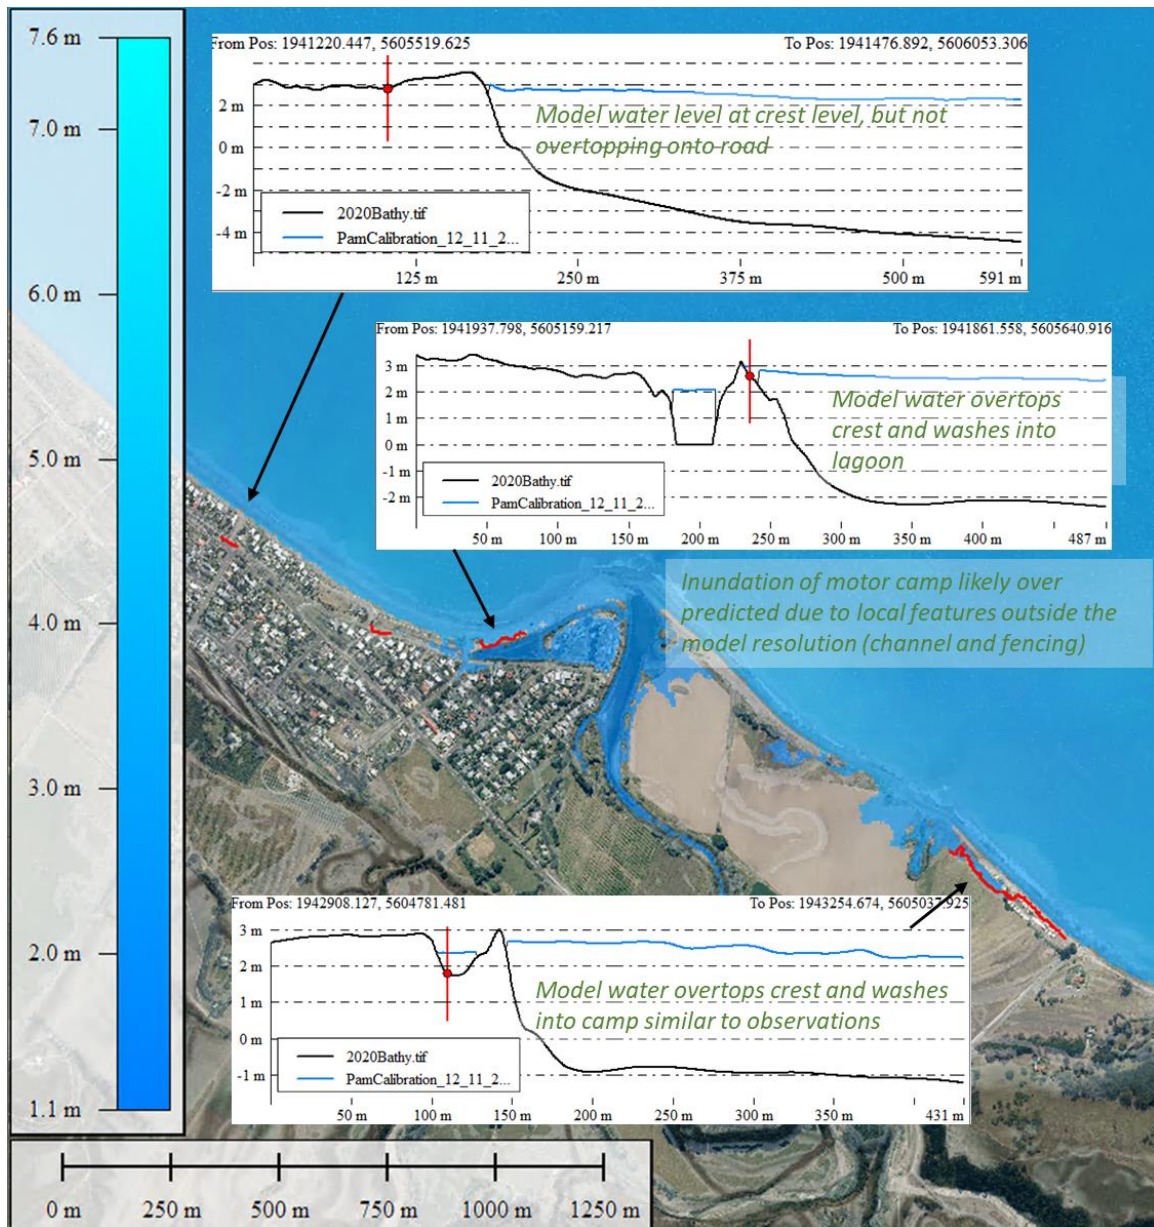 7.6 m
7.0 m
6.0 m
5.0 m
4.0 m
3.0 m
2.0 m
1.1 m
From Pos: 1941220.447, 5605519.625 To Pos: 1941476.892, 5606053.306
2 m
0 m
-2 m
-4 m
Model water level at crest level, but not
overtopping onto road
2020Bathy.tif
PamCalibration_12_11_2...
125 m 250 m 375 m 500 m 591 m
From Pos: 1941937.798, 5605159.217 To Pos: 1941861.558, 5605640.916
3 m
2 m
1 m
0 m
-1 m
-2 m
Model water overtops
crest and washes into
lagoon
2020Bathy.tif
PamCalibration_12_11_2...
50 m 100 m 150 m 200 m 250 m 300 m 350 m 400 m 487 m
Inundation of motor camp likely over
predicted due to local features outside the
model resolution (channel and fencing)
From Pos: 1942908.127, 5604781.481 To Pos: 1943254.674, 5605037.925
3 m
2 m
1 m
0 m
-1 m
Model water overtops crest and washes
into camp similar to observations
2020Bathy.tif
PamCalibration_12_11_2...
50 m 100 m 150 m 200 m 250 m 300 m 350 m 431 m
0 m 250 m 500 m 750 m 1000 m 1250 m